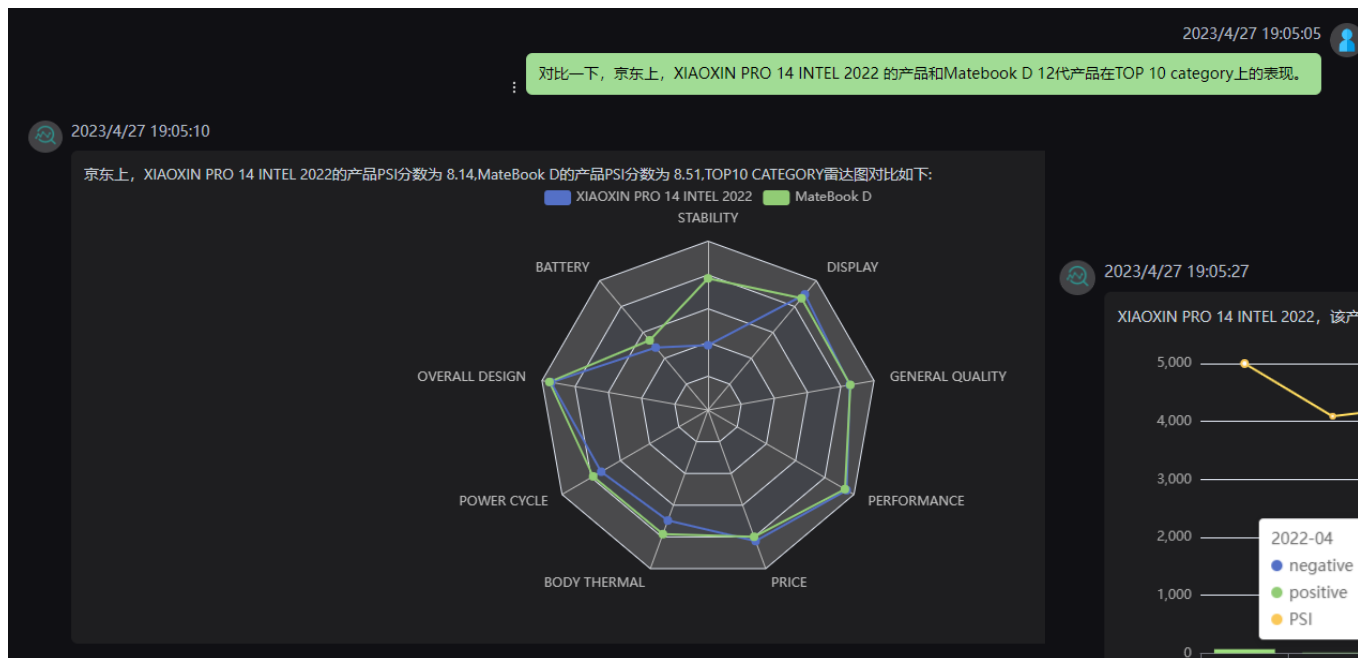 2023/4/27 19:05:05
对比一下，京东上，XIAOXIN PRO 14 INTEL 2022 的产品和Matebook D 12代产品在TOP 10 category上的表现。
2023/4/27 19:05:10
京东上，XIAOXIN PRO 14 INTEL 2022的产品PSI分数为 8.14,MateBook D的产品PSI分数为 8.51,TOP10 CATEGORY雷达图对比如下:
XIAOXIN PRO 14 INTEL 2022
MateBook D
STABILITY
BATTERY
DISPLAY
OVERALL DESIGN
GENERAL QUALITY
POWER CYCLE
PERFORMANCE
BODY THERMAL
PRICE
2023/4/27 19:05:27
XIAOXIN PRO 14 INTEL 2022，该产
5,000
4,000
3,000
2,000
1,000
0
2022-04
negative
positive
PSI